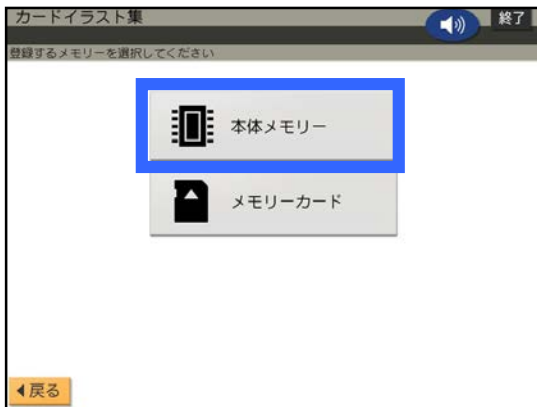 カードイラスト集
終了
登録するメモリーを選択してください
本体メモリー
メモリーカード
戻る